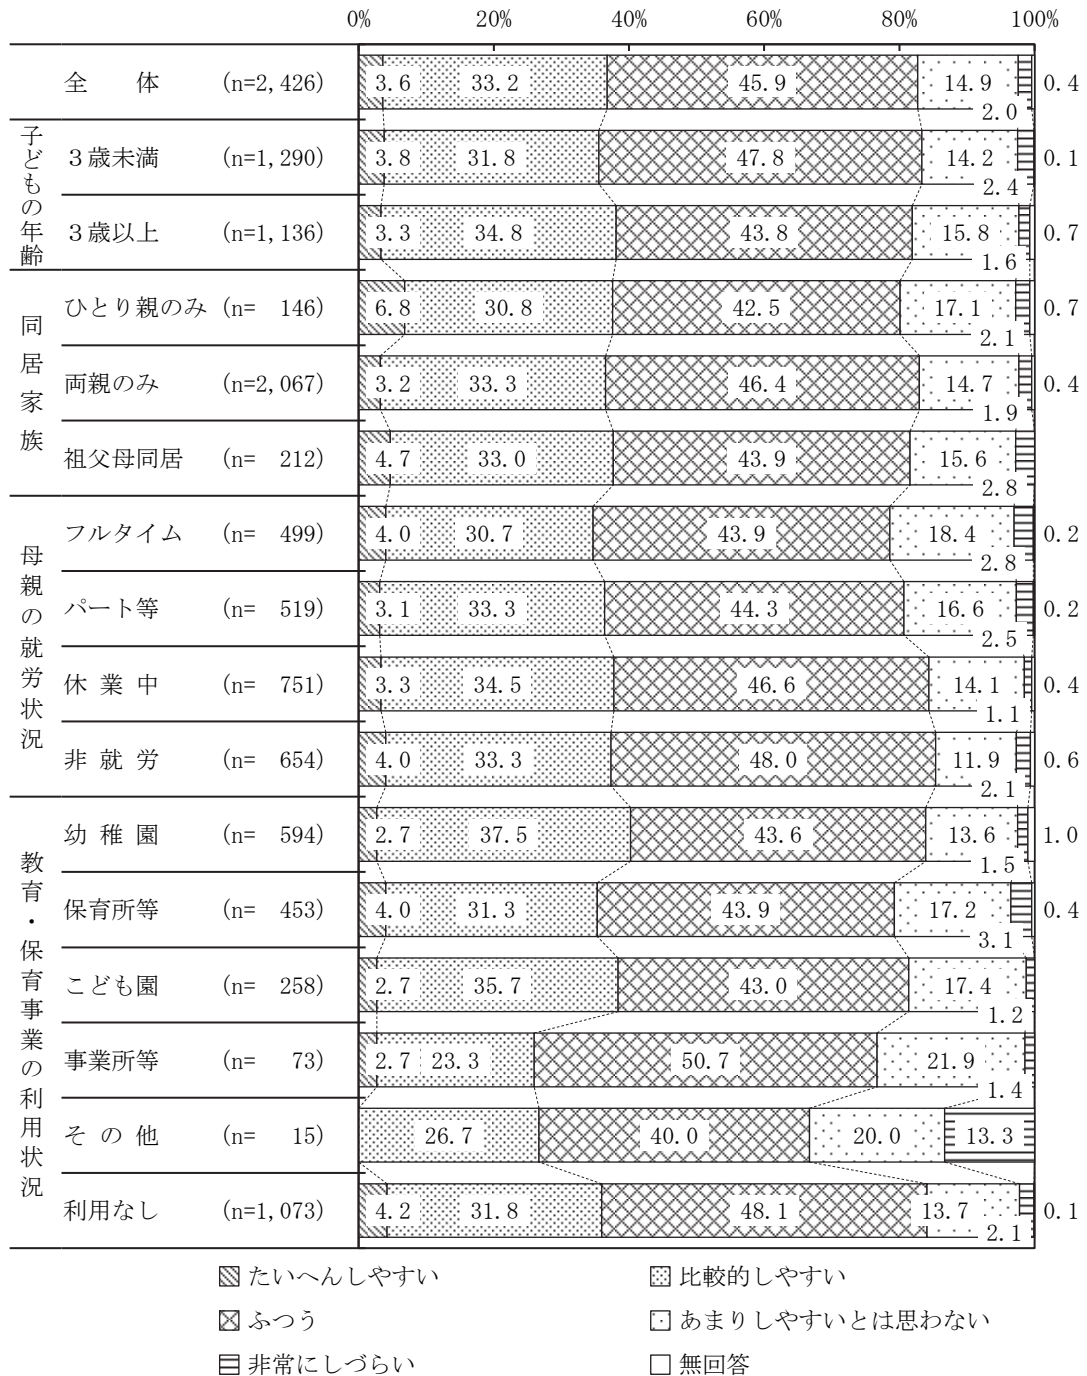 0% 20% 40% 60% 80% 100%
全 体 (n=2,426) 3.6 33.2 45.9 14.9 2.0 0.4
子どもの年齢
３歳未満 (n=1,290) 3.8 31.8 47.8 14.2 2.4 0.1
３歳以上 (n=1,136) 3.3 34.8 43.8 15.8 1.6 0.7
同居家族
ひとり親のみ (n= 146) 6.8 30.8 42.5 17.1 2.1 0.7
両親のみ (n=2,067) 3.2 33.3 46.4 14.7 1.9 0.4
祖父母同居 (n= 212) 4.7 33.0 43.9 15.6 2.8
母親の就労状況
フルタイム (n= 499) 4.0 30.7 43.9 18.4 2.8 0.2
パート等 (n= 519) 3.1 33.3 44.3 16.6 2.5 0.2
休 業 中 (n= 751) 3.3 34.5 46.6 14.1 1.1 0.4
非 就 労 (n= 654) 4.0 33.3 48.0 11.9 2.1 0.6
教育・保育事業の利用状況
幼 稚 園 (n= 594) 2.7 37.5 43.6 13.6 1.5 1.0
保育所等 (n= 453) 4.0 31.3 43.9 17.2 3.1 0.4
こども園 (n= 258) 2.7 35.7 43.0 17.4 1.2
事業所等 (n= 73) 2.7 23.3 50.7 21.9 1.4
そ の 他 (n= 15) 26.7 40.0 20.0 13.3
利用なし (n=1,073) 4.2 31.8 48.1 13.7 2.1 0.1
たいへんしやすい 比較的しやすい
ふつう あまりしやすいとは思わない
非常にしづらい 無回答